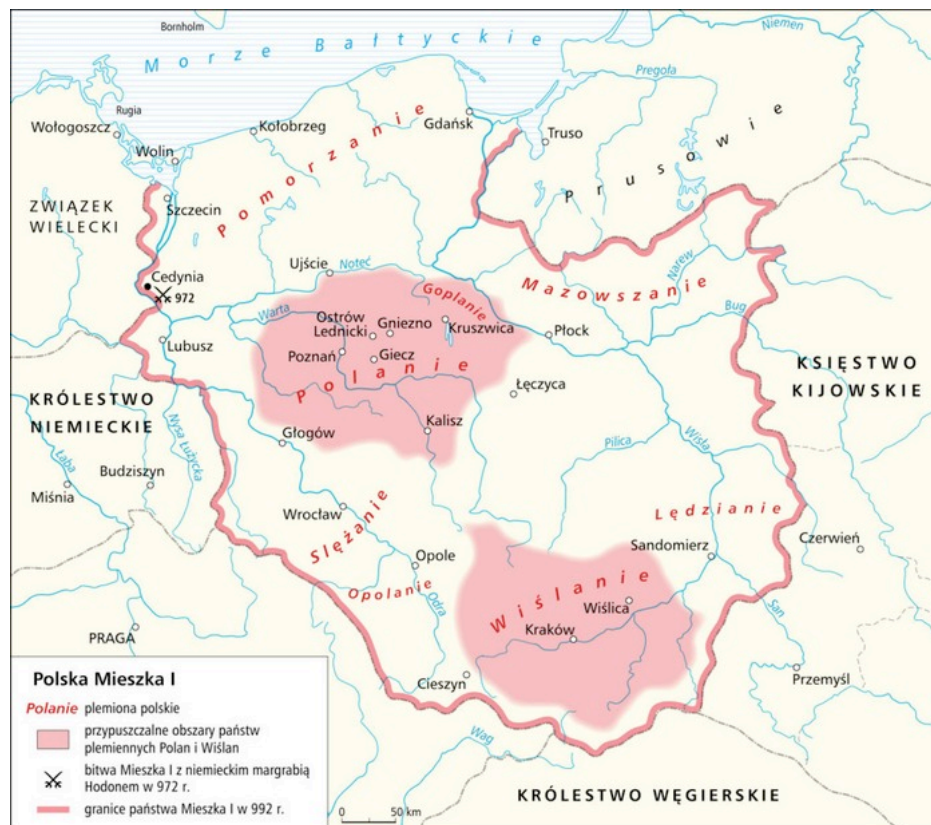 Bornholm
Morze Bałtyckie
Niemen
Pregoła
Rugia
Wołogoszcz
Kołobrzeg
Gdańsk
Truso
Wolin
Pomorzanie
Prusowie
ZWIĄZEK
WIELECKI
Szczecin
Ujście
Noteć
Cedynia
972
Goplanie
Mazowszanie
Narew
Bug
Warta
Ostrów
Lednicki
Gniezno
Kruszwica
Płock
Lubusz
Poznań
Giecz
Polanie
KSIĘSTWO
KIJOWSKIE
Łęczyca
KRÓLESTWO
NIEMIECKIE
Nysa Łużycka
Głogów
Kalisz
Pilica
Wisła
Łaba
Budziszyn
Miśnia
Wrocław
Ślężanie
Lędzianie
Sandomierz
Czerwień
Opole
Opolanie
Odra
Wiślanie
Wiślica
San
PRAGA
Kraków
Cieszyn
Przemyśl
Wag
KRÓLESTWO WĘGIERSKIE
Polska Mieszka I
Polanie plemiona polskie
przypuszczalne obszary państw
plemiennych Polan i Wiślan
bitwa Mieszka I z niemieckim margrabią
Hodonem w 972 r.
granice państwa Mieszka I w 992 r.
0 50 km